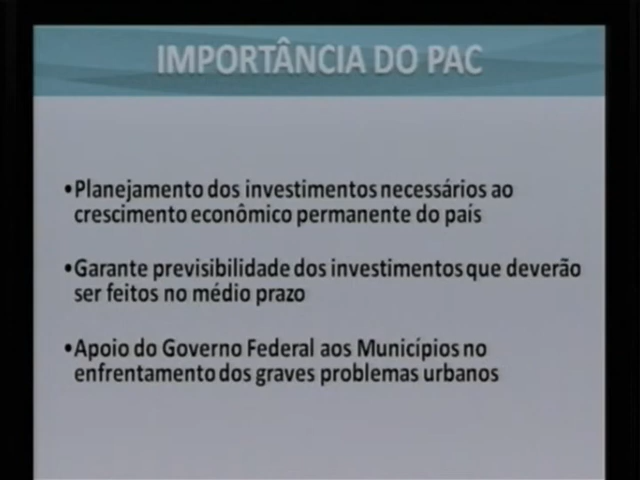 IMPORTÂNCIA DO PAC
•Planejamento dos investimentos necessários ao
crescimento econômico permanente do país
•Garante previsibilidade dos investimentos que deverão
ser feitos no médio prazo
•Apoio do Governo Federal aos Municípios no
enfrentamento dos graves problemas urbanos